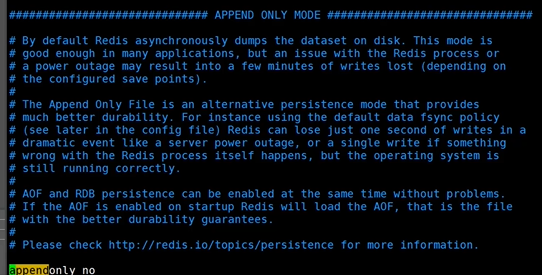 ############################## APPEND ONLY MODE ###############################
# By default Redis asynchronously dumps the dataset on disk. This mode is
# good enough in many applications, but an issue with the Redis process or
# a power outage may result into a few minutes of writes lost (depending on
# the configured save points).
#
# The Append Only File is an alternative persistence mode that provides
# much better durability. For instance using the default data fsync policy
# (see later in the config file) Redis can lose just one second of writes in a
# dramatic event like a server power outage, or a single write if something
# wrong with the Redis process itself happens, but the operating system is
# still running correctly.
#
# AOF and RDB persistence can be enabled at the same time without problems.
# If the AOF is enabled on startup Redis will load the AOF, that is the file
# with the better durability guarantees.
#
# Please check http://redis.io/topics/persistence for more information.
appendonly no